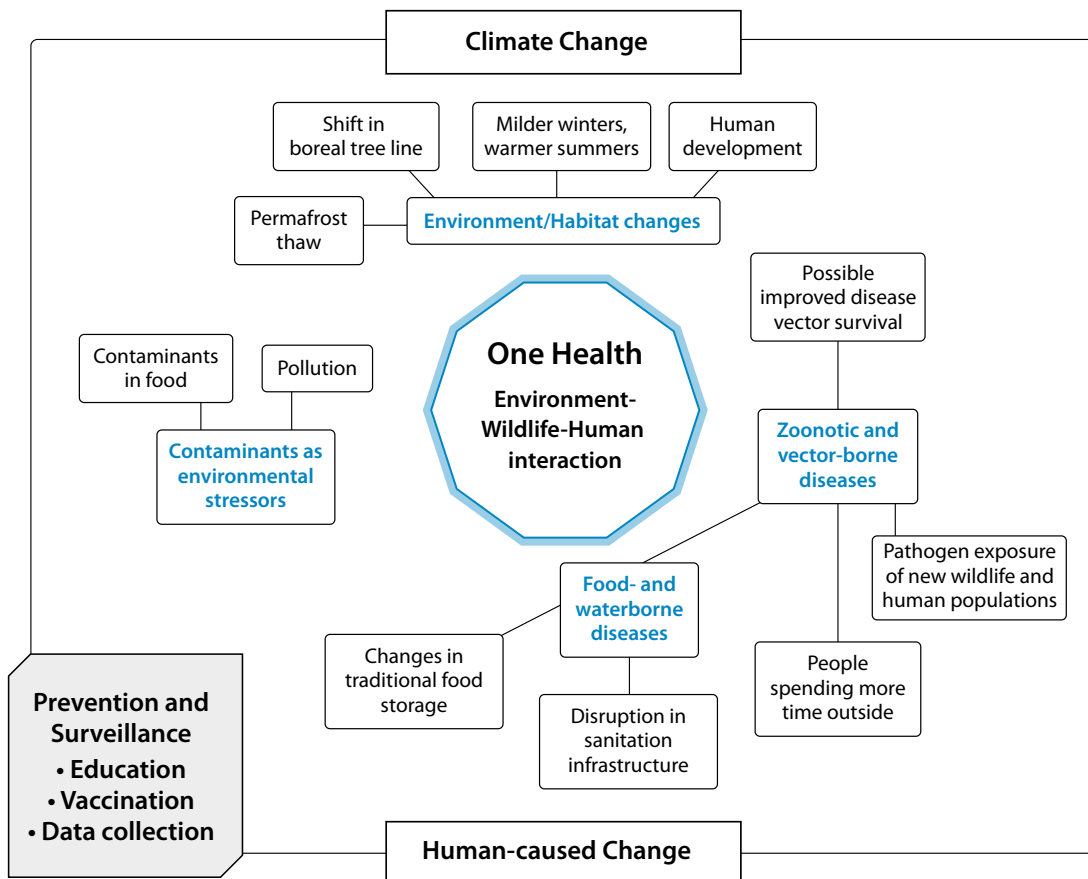 Climate Change
Shift in
boreal tree line
Milder winters,
warmer summers
Human
development
Permafrost
thaw
Environment/Habitat changes
Possible
improved disease
vector survival
Contaminants
in food
Pollution
One Health
Environment-
Wildlife-Human
interaction
Contaminants as
environmental
stressors
Zoonotic and
vector-borne
diseases
Pathogen exposure
of new wildlife and
human populations
Food- and
waterborne
diseases
Changes in
traditional food
storage
Disruption in
sanitation
infrastructure
People
spending more
time outside
Prevention and
Surveillance
• Education
• Vaccination
• Data collection
Human-caused Change